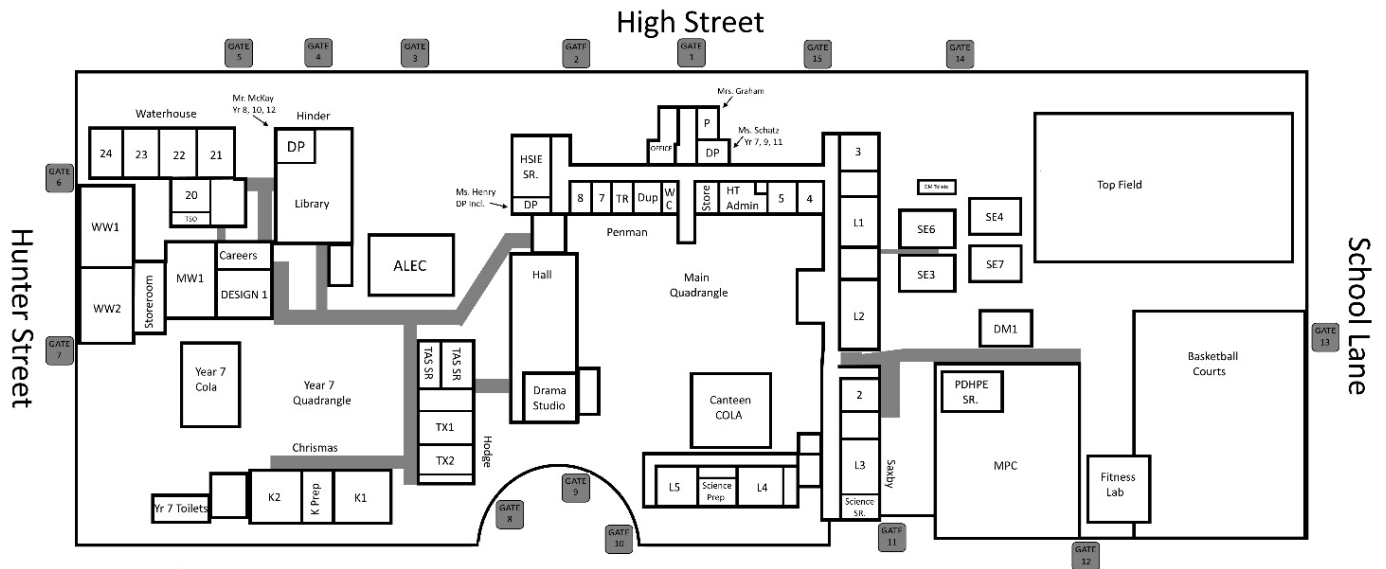 High Street
GATE
5
GATE
4
GATE
3
GATE
2
GATE
1
GATE
15
GATE
14
Mr. McKay
Yr 8, 10, 12
Waterhouse
Hinder
24
23
22
21
DP
20
TSO
Library
GATE
6
WW1
WW2
Storeroom
MW1
Careers
DESIGN 1
GATE
7
Hunter Street
ALEC
Mrs. Graham
P
Ms. Schatz
Yr 7, 9, 11
OFFICE
DP
HSIE
SR.
Ms. Henry
DP Incl.
DP
8
7
TR
Dup
W
C
Store
HT
Admin
5
4
Penman
3
L1
L2
Hall
Main
Quadrangle
SE6
SE4
SE3
SE7
Top Field
DM1
School Lane
GATE
13
Basketball
Courts
Year 7
Cola
Year 7
Quadrangle
TAS SR
TAS SR
TX1
TX2
Hodge
Drama
Studio
Canteen
COLA
2
L3
Science
SR.
Saxby
PDHPE
SR.
MPC
Fitness
Lab
Chrismas
Yr 7 Toilets
K2
K Prep
K1
L5
Science
Prep
L4
GATE
8
GATE
9
GATE
10
GATE
11
GATE
12